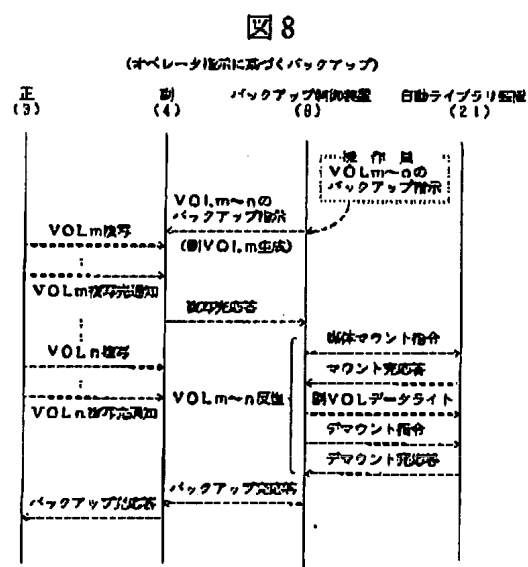 図8
(オペレータ指示に基づくバックアップ)
正 副 バックアップ制御装置 自動ライブラリ装置
(3) (4) (8) (21)
操作員
VOLm~nの
バックアップ指示
VOLm~nの
バックアップ指示
VOLm複写
(副VOLm生成)
VOLm複写完通知
複写完応答
媒体マウント指令
VOLn複写
マウント完応答
VOLm~n反復
副VOLデータライト
VOLn複写完通知
デマウント指令
デマウント完応答
バックアップ完応答
バックアップ完応答